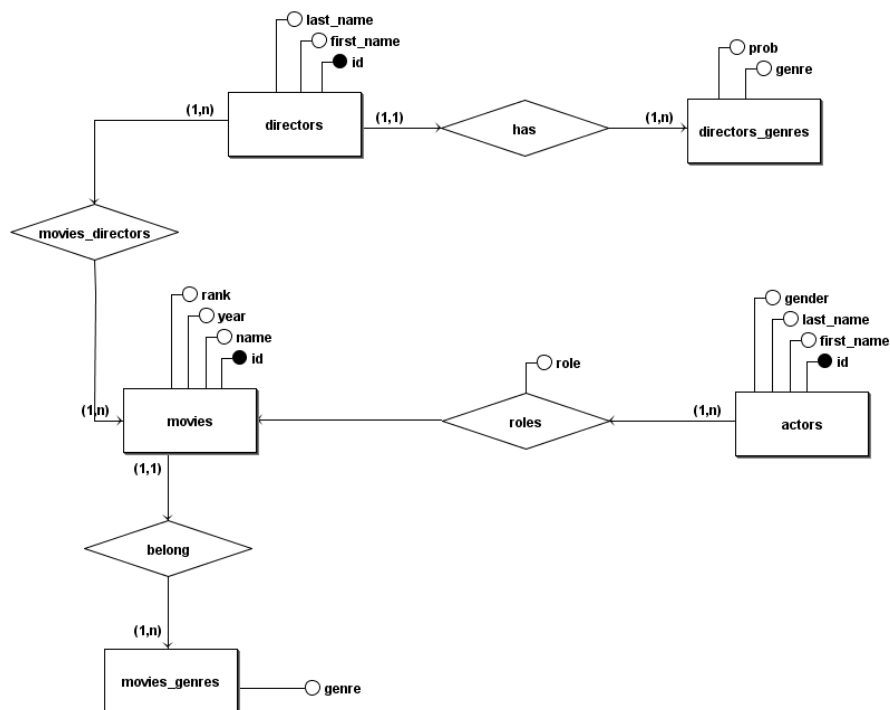 last_name
first_name
id
prob
genre
(1,n)
directors
(1,1)
has
(1,n)
directors_genres
movies_directors
rank
year
name
id
gender
last_name
first_name
id
role
(1,n)
movies
roles
(1,n)
actors
(1,1)
belong
(1,n)
movies_genres
genre